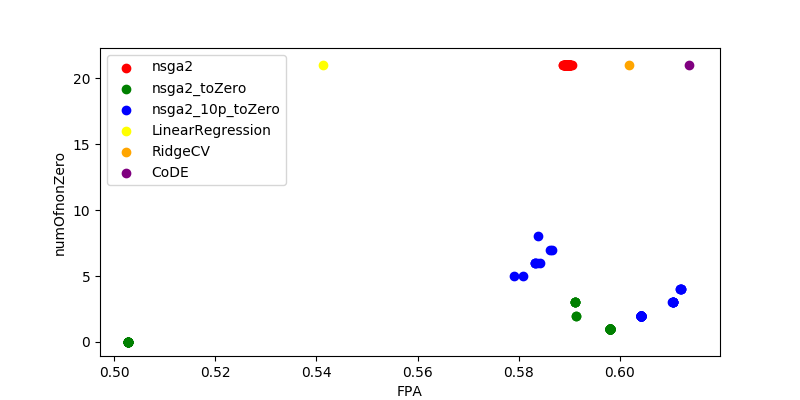 nsga2
nsga2_toZero
nsga2_10p_toZero
LinearRegression
RidgeCV
CoDE
20
15
10
5
0
numOfnonZero
0.50 0.52 0.54 0.56 0.58 0.60
FPA